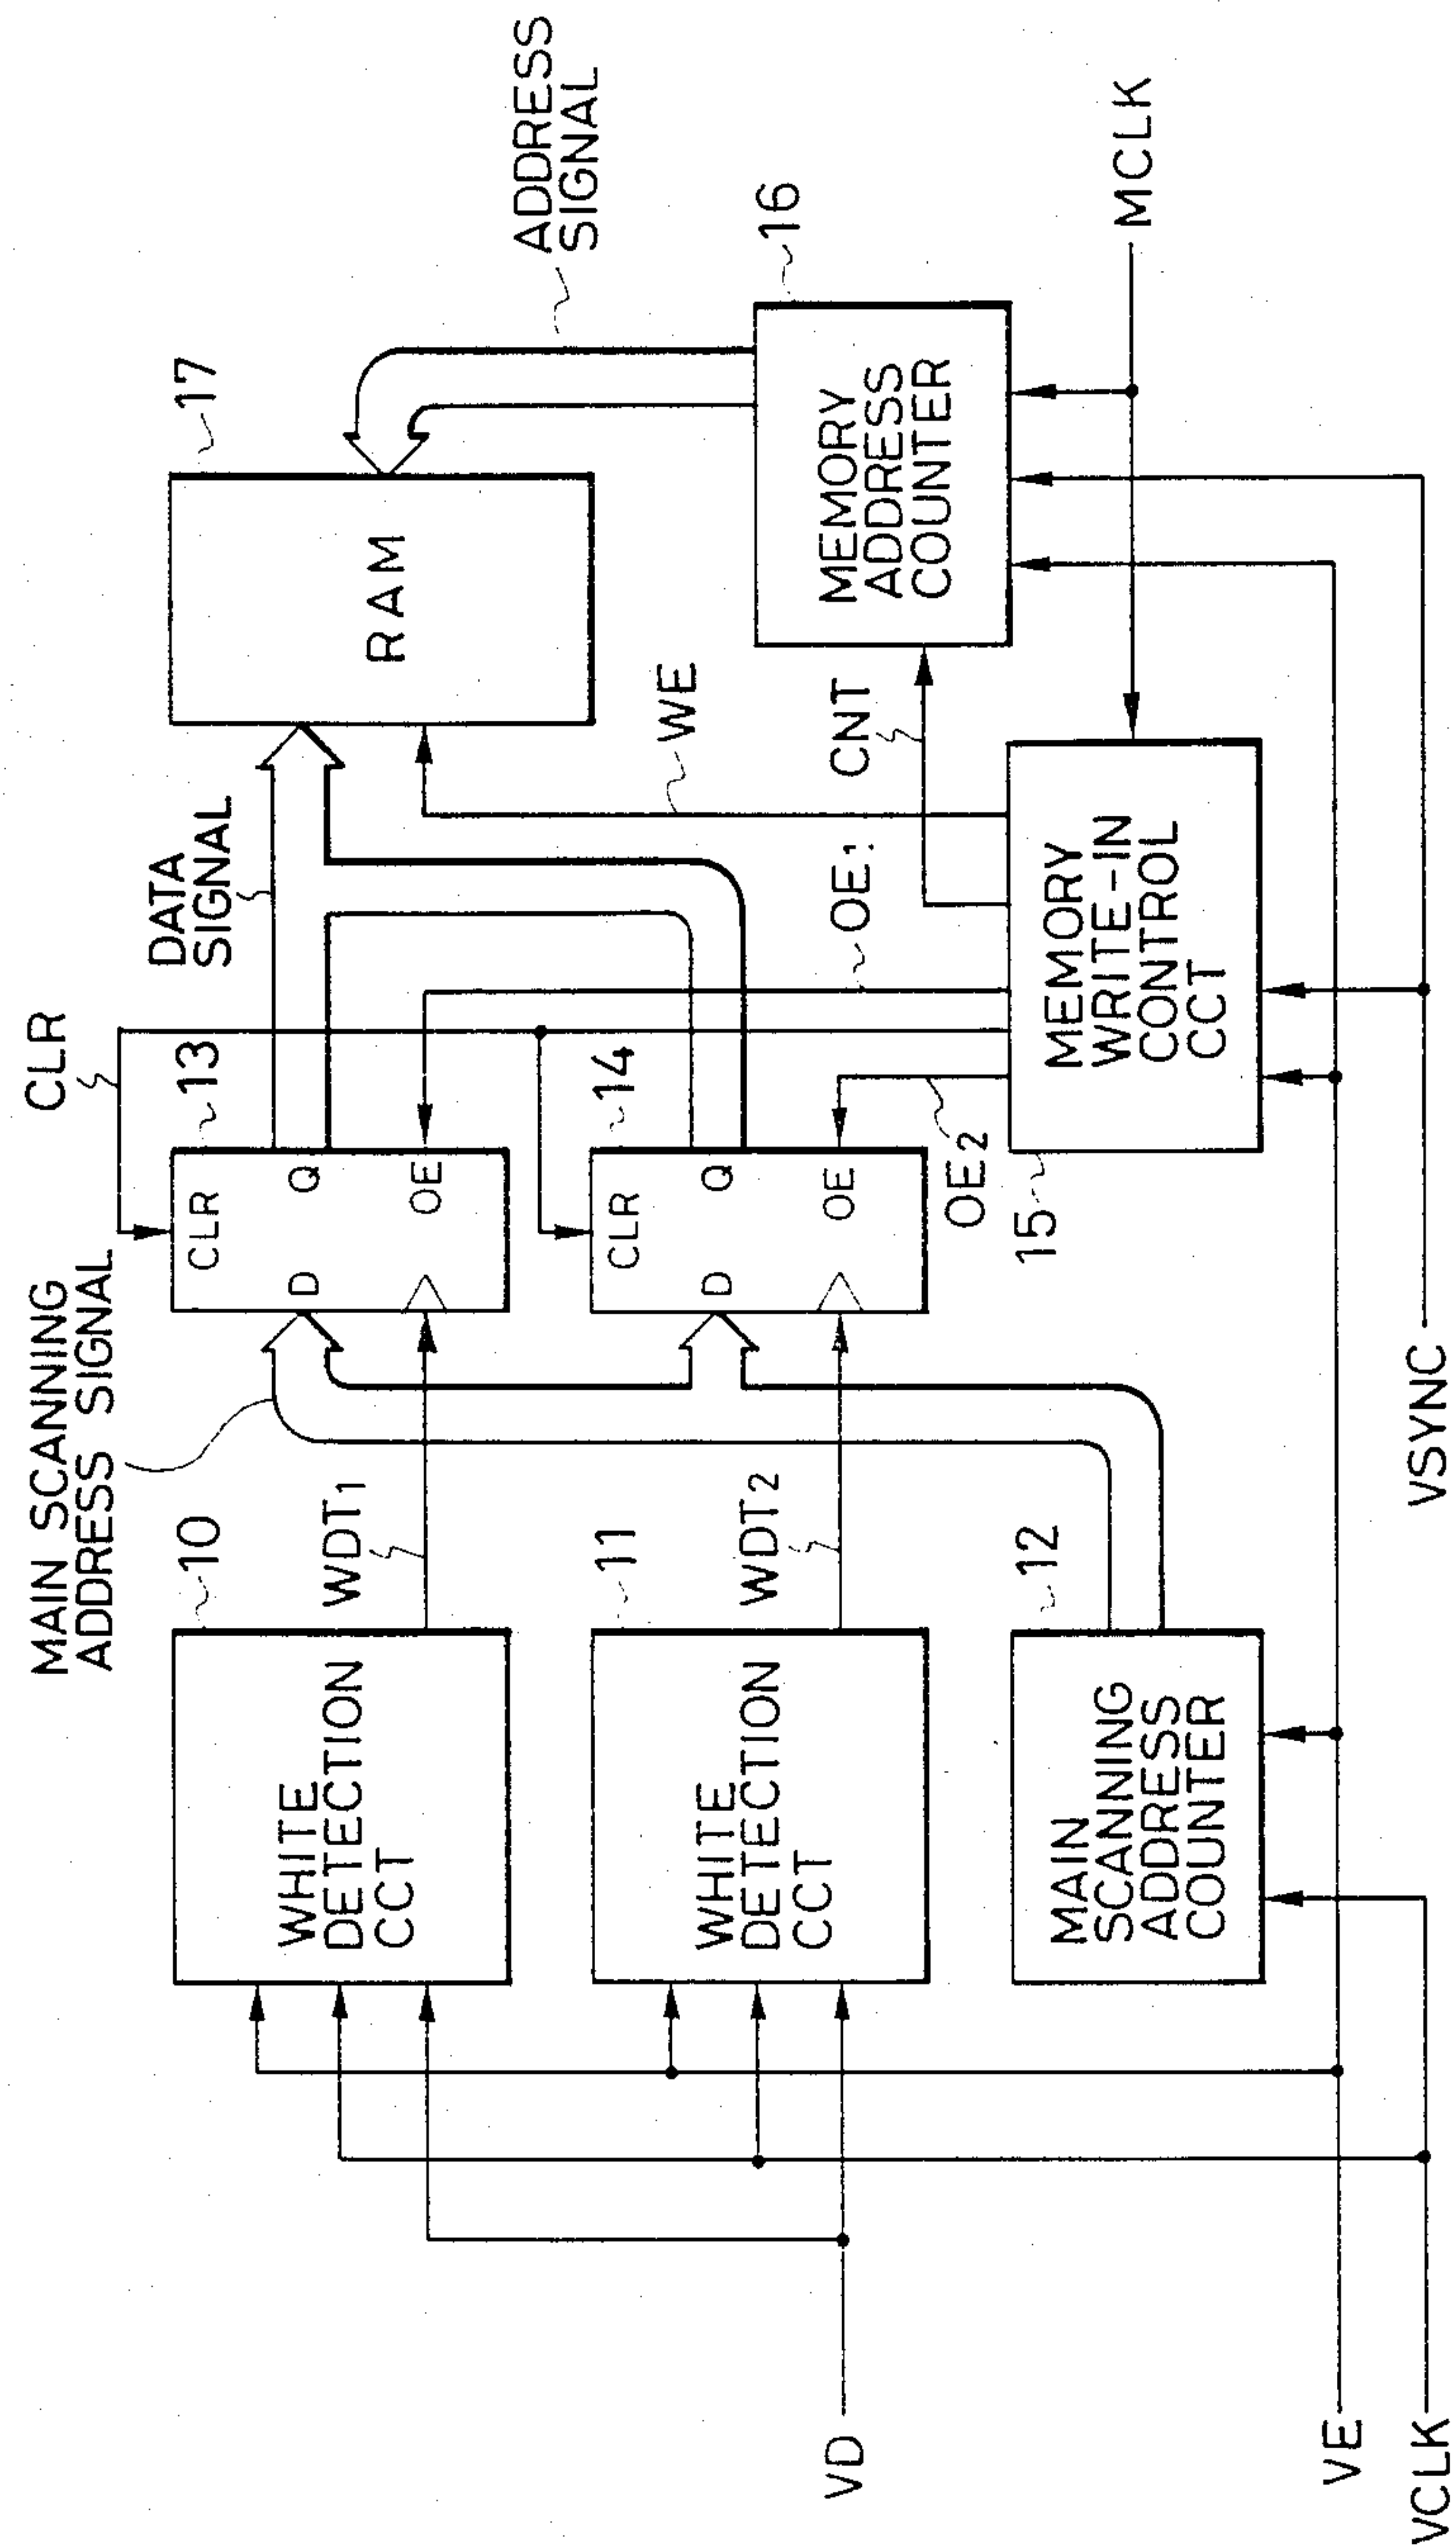 CLR
DATA
SIGNAL
17
ADDRESS
SIGNAL
MAIN SCANNING
ADDRESS SIGNAL
10
WHITE
DETECTION
CCT
WDT1
13
CLR
D
Q
OE
RAM
WE
11
WHITE
DETECTION
CCT
WDT2
14
CLR
D
Q
OE
OE1
OE2
CNT
16
MEMORY
ADDRESS
COUNTER
12
MAIN
SCANNING
ADDRESS
COUNTER
15
MEMORY
WRITE-IN
CONTROL
CCT
MCLK
VD
VE
VCLK
VSYNC